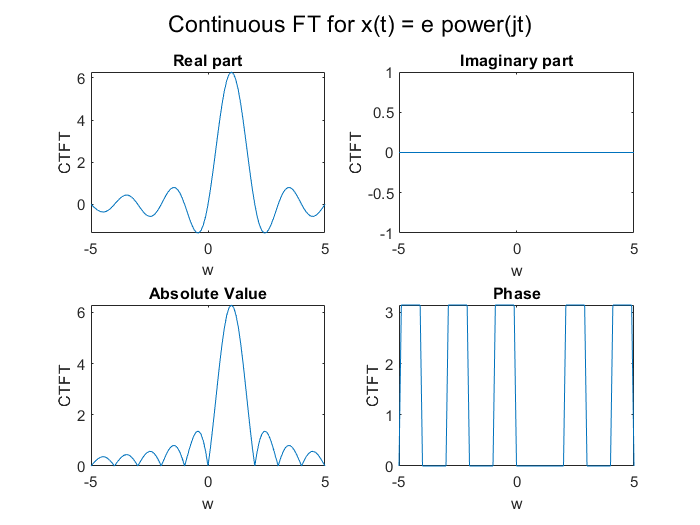 Continuous FT for x(t) = e power(jt)
Real part
6
4
2
0
-5
0
5
CTFT
w
Imaginary part
1
0.5
0
-0.5
-1
-5
0
5
CTFT
w
Absolute Value
6
4
2
0
-5
0
5
CTFT
w
Phase
3
2
1
0
-5
0
5
CTFT
w